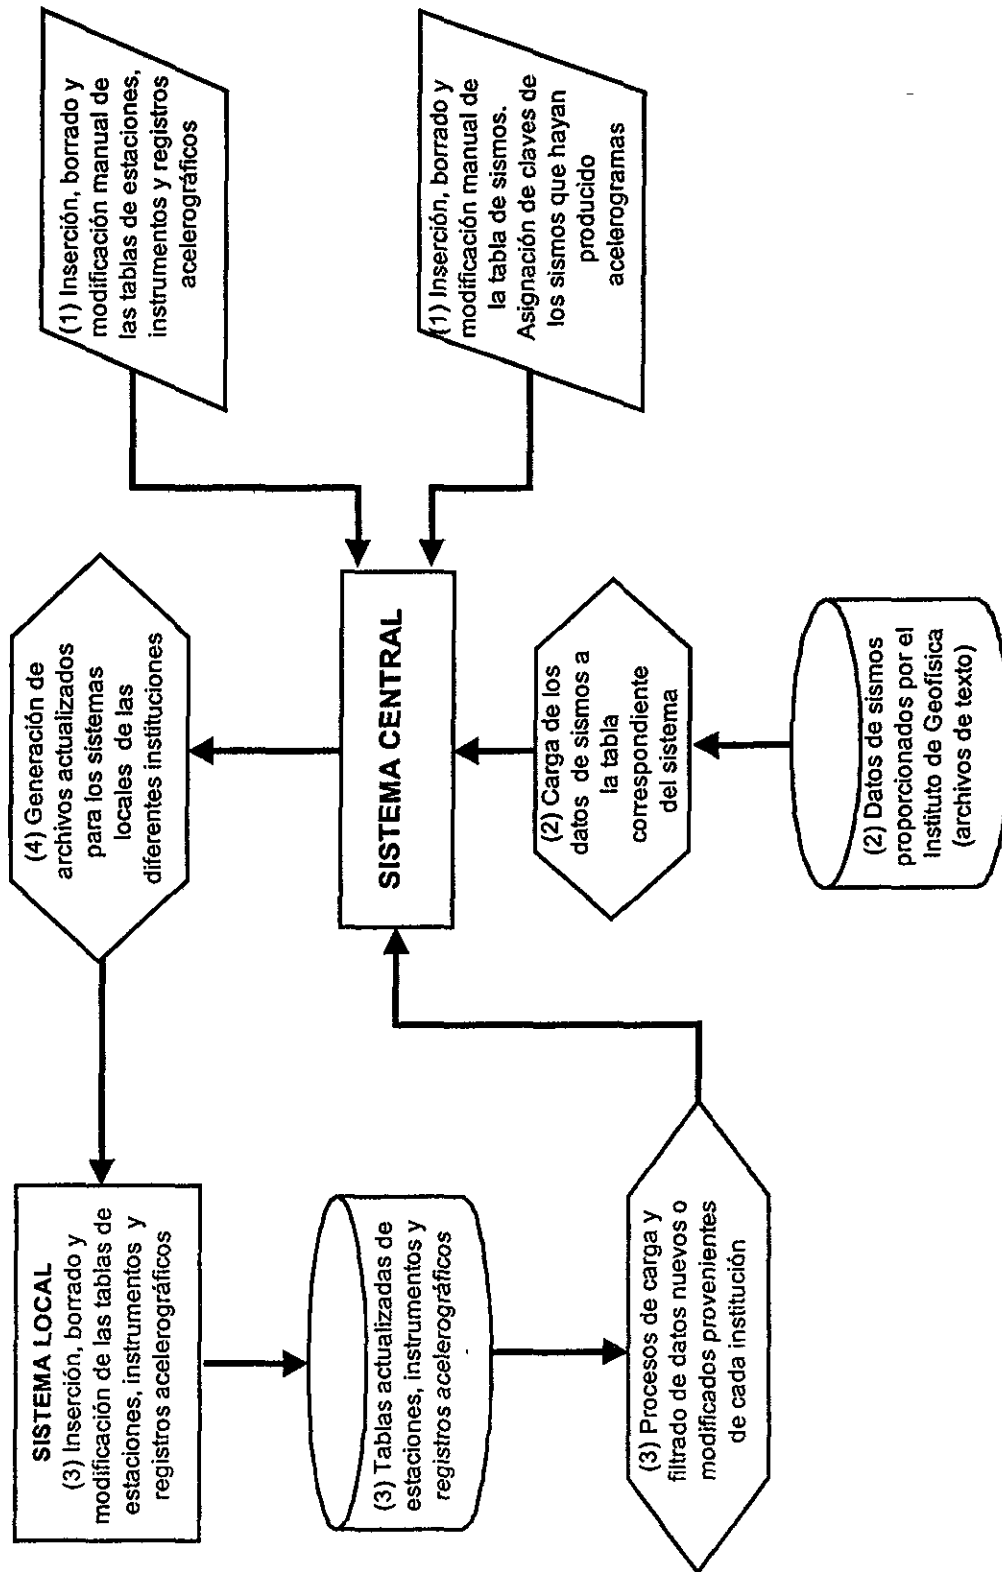 SISTEMA LOCAL
(3) Inserción, borrado y
modificación de las tablas de
estaciones, instrumentos y
registros acelerográficos
(4) Generación de
archivos actualizados
para los sistemas
locales de las
diferentes instituciones
(1) Inserción, borrado y
modificación manual de
las tablas de estaciones,
instrumentos y registros
acelerográficos
(3) Tablas actualizadas de
estaciones, instrumentos y
registros acelerográficos
SISTEMA CENTRAL
(1) Inserción, borrado y
modificación manual de
la tabla de sismos.
Asignación de claves de
los sismos que hayan
producido
acelerogramas
(3) Procesos de carga y
filtrado de datos nuevos o
modificados provenientes
de cada institución
(2) Carga de los
datos de sismos a
la tabla
correspondiente
del sistema
(2) Datos de sismos
proporcionados por el
Instituto de Geofísica
(archivos de texto)